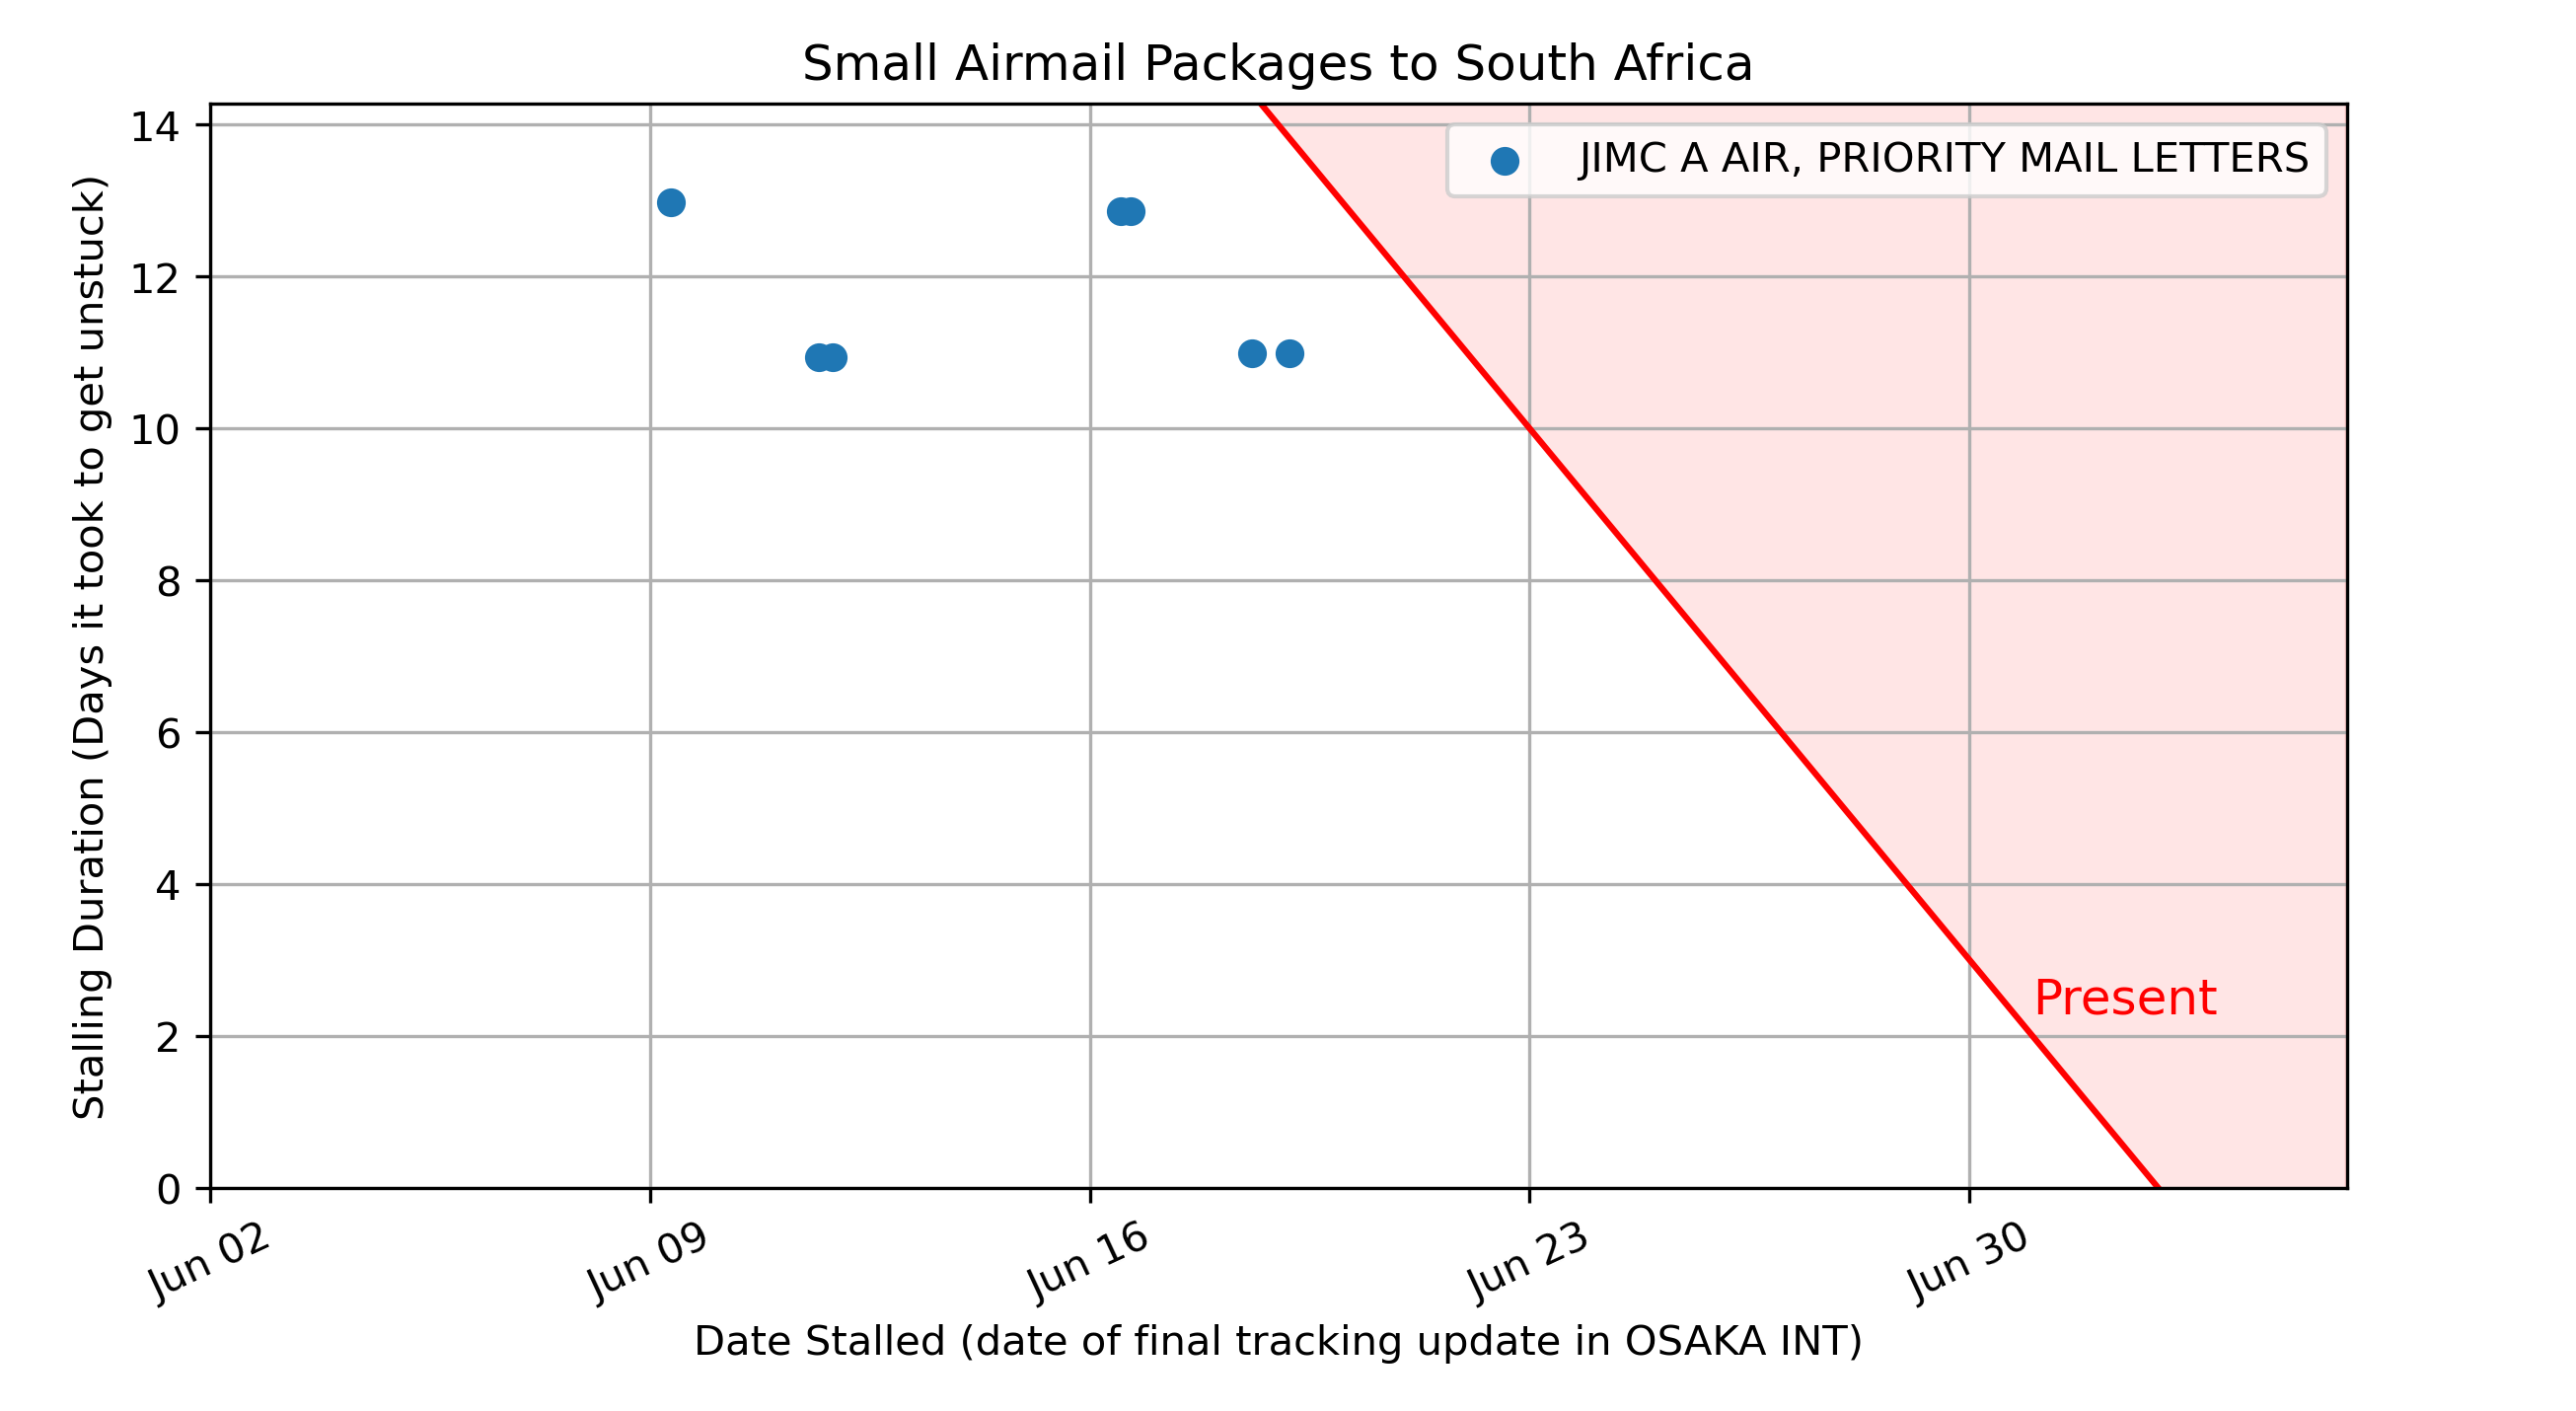 Small Airmail Packages to South Africa
JIMC A AIR, PRIORITY MAIL LETTERS
Stalling Duration (Days it took to get unstuck)
14
12
10
8
6
4
2
0
Present
Jun 02
Jun 09
Jun 16
Jun 23
Jun 30
Date Stalled (date of final tracking update in OSAKA INT)